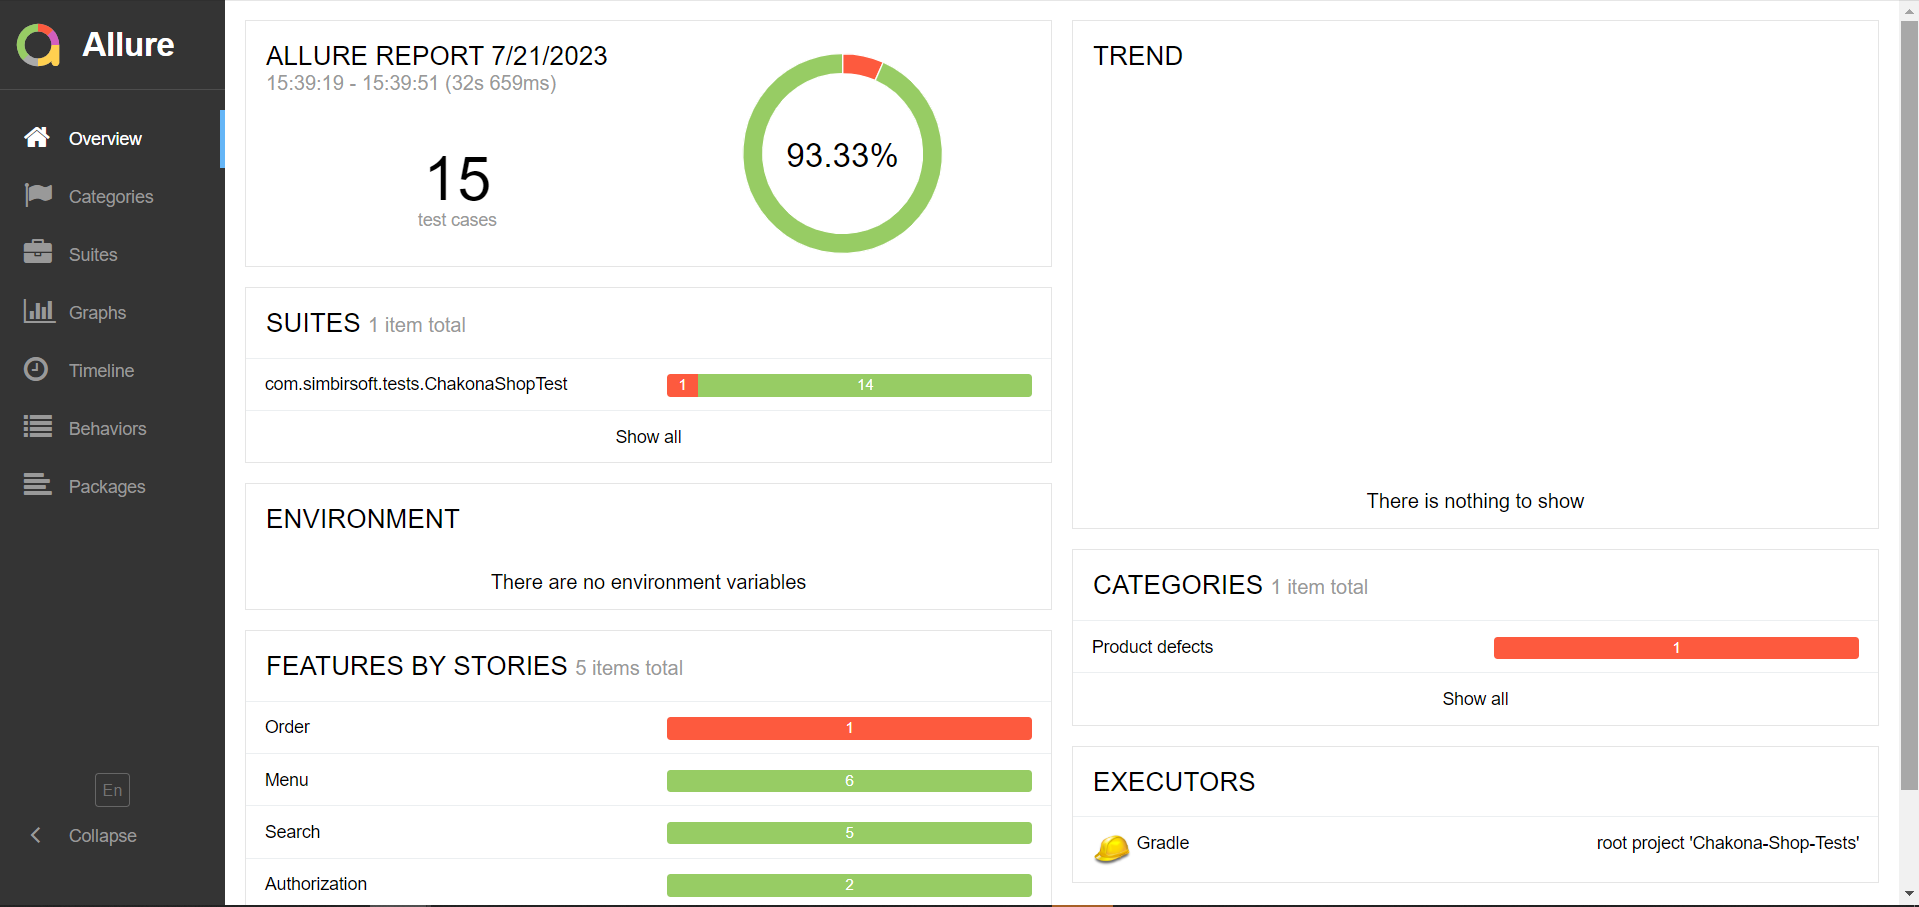 Allure
Overview
Categories
Suites
Graphs
Timeline
Behaviors
Packages
En
Collapse
ALLURE REPORT 7/21/2023
15:39:19 - 15:39:51 (32s 659ms)
15
test cases
93.33%
SUITES 1 item total
com.simbirsoft.tests.ChakonaShopTest 1 14
Show all
ENVIRONMENT
There are no environment variables
FEATURES BY STORIES 5 items total
Order 1
Menu 6
Search 5
Authorization 2
TREND
There is nothing to show
CATEGORIES 1 item total
Product defects 1
Show all
EXECUTORS
Gradle root project 'Chakona-Shop-Tests'